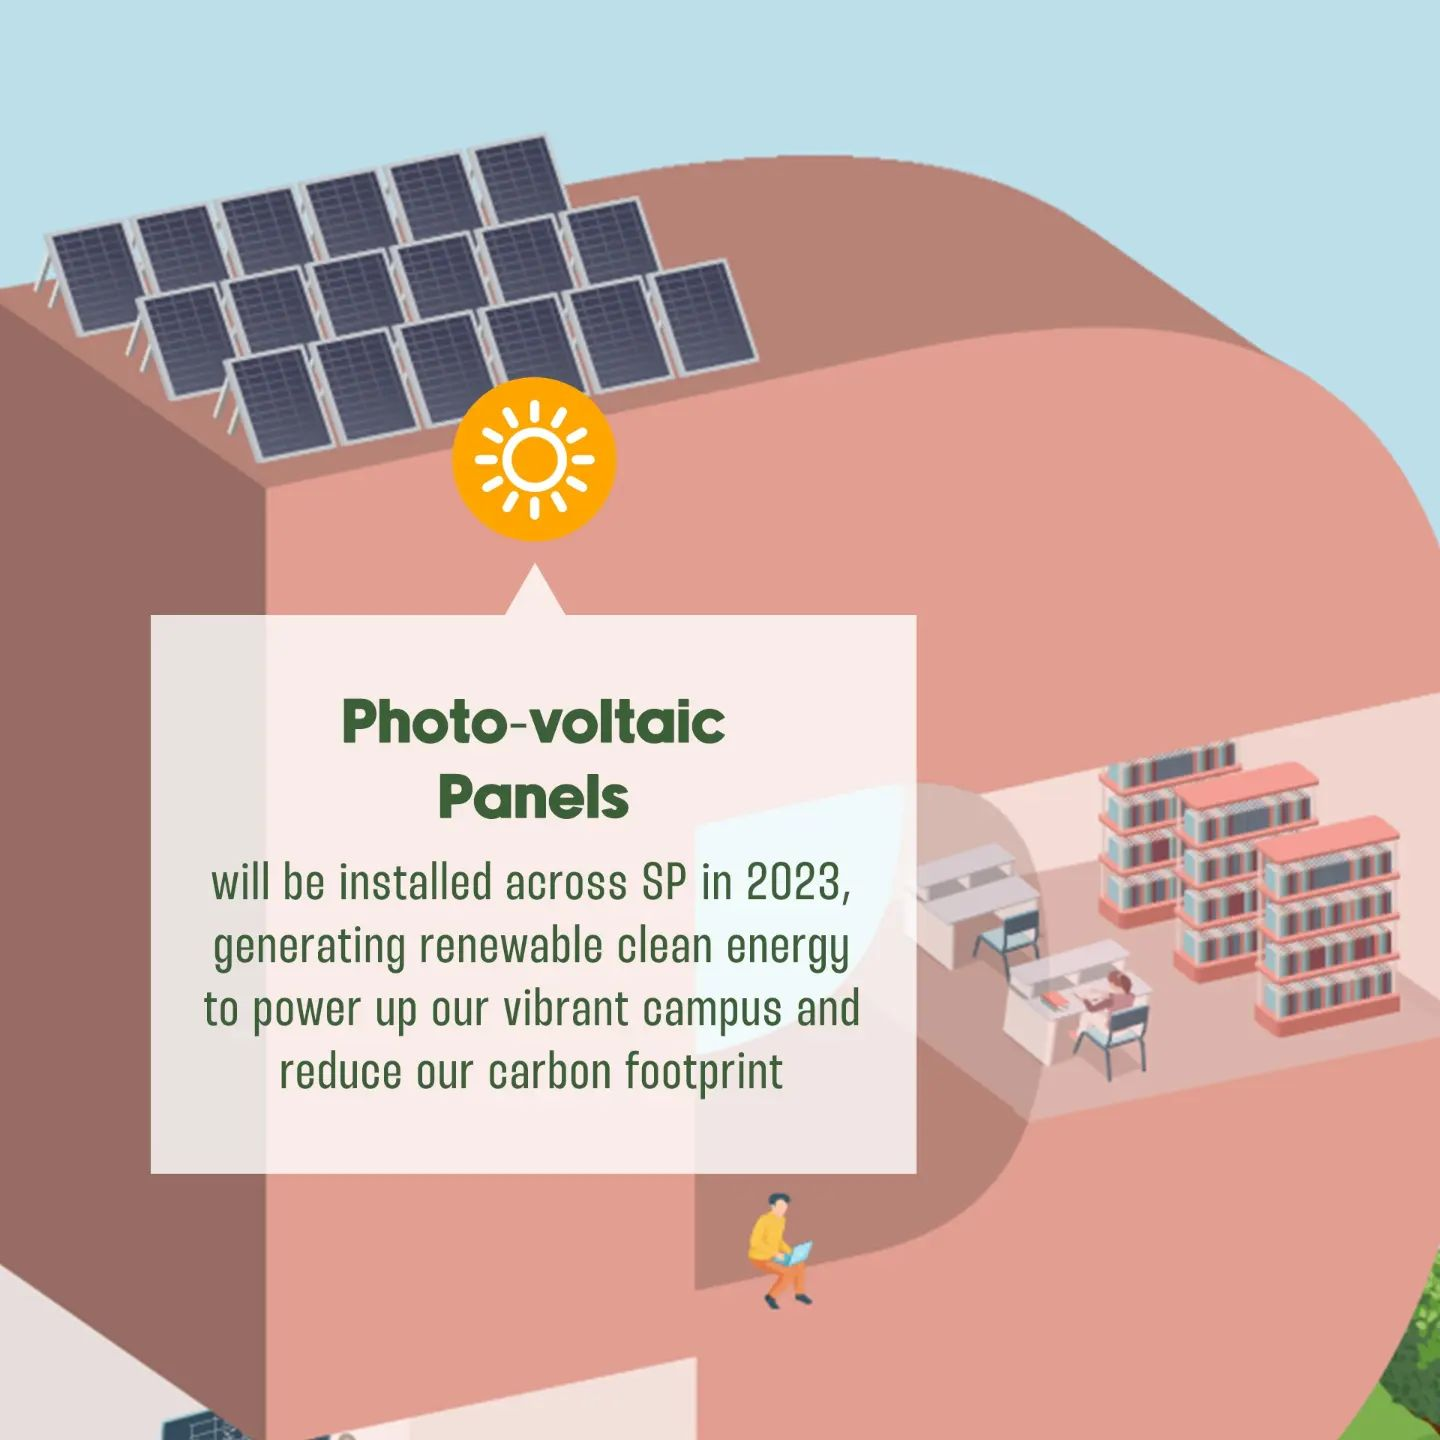 Photo-voltaic
Panels
will be installed across SP in 2023,
generating renewable clean energy
to power up our vibrant campus and
reduce our carbon footprint